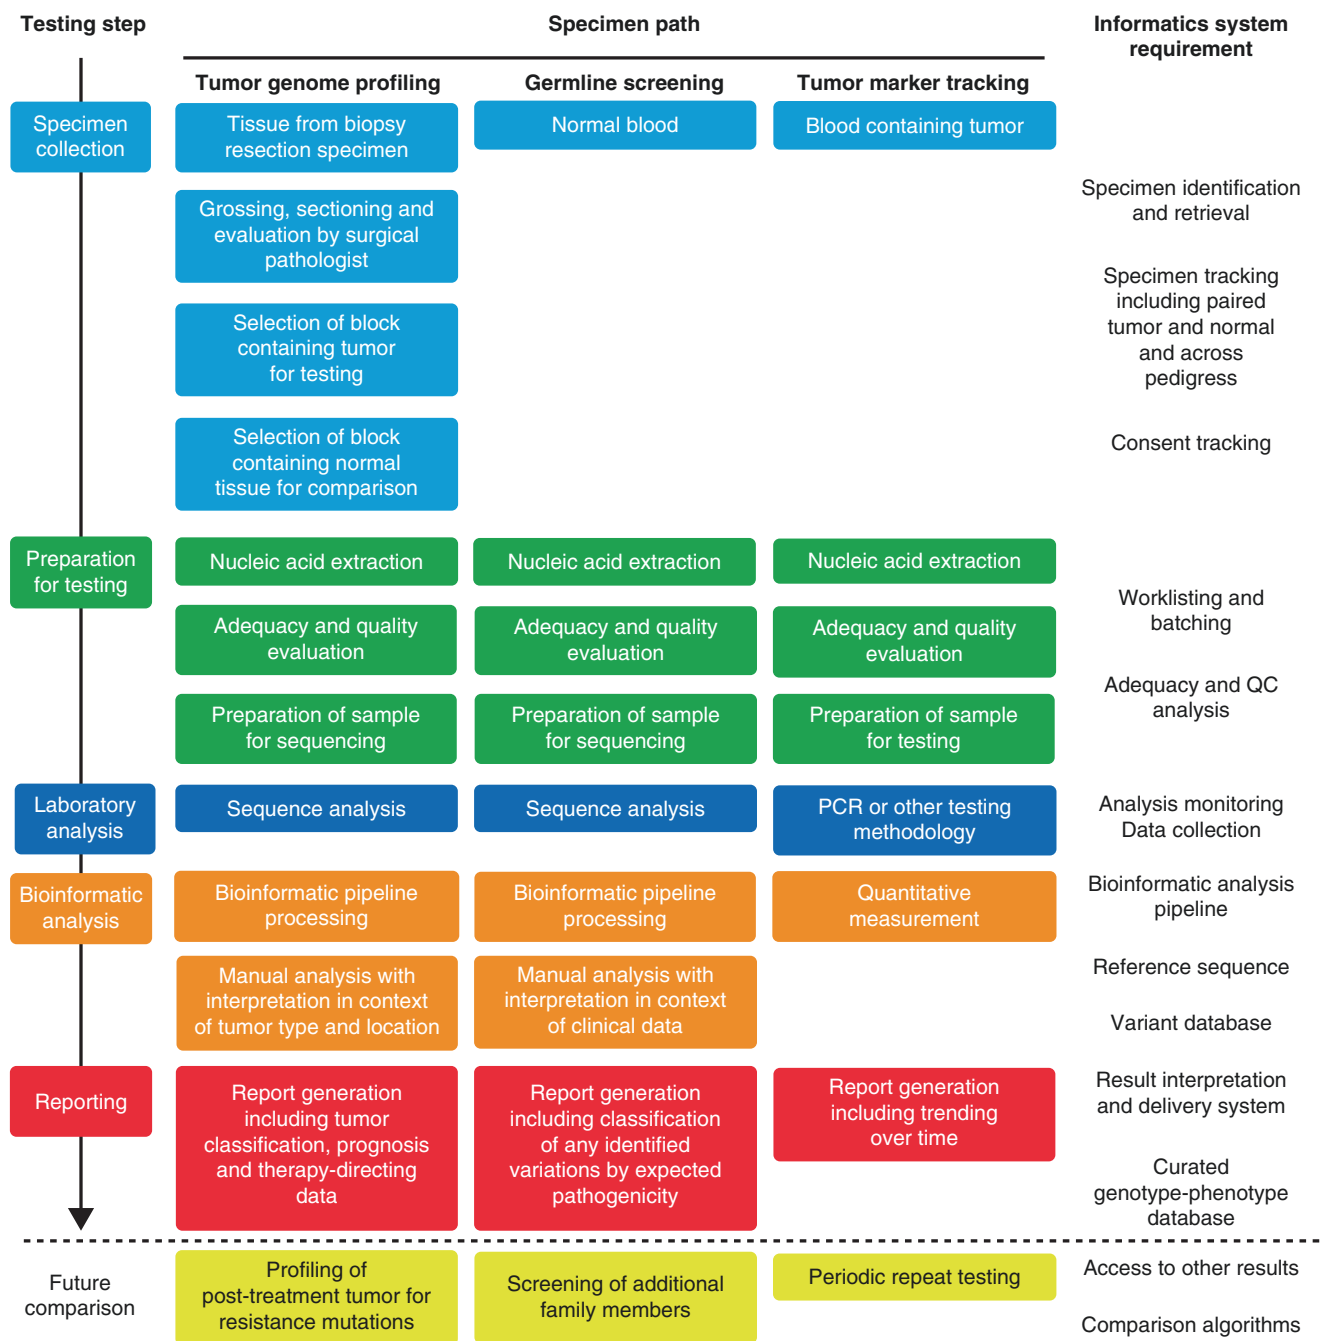 Testing step
Specimen path
Informatics system
requirement
Tumor genome profiling
Germline screening
Tumor marker tracking
Specimen
collection
Tissue from biopsy
resection specimen
Normal blood
Blood containing tumor
Grossing, sectioning and
evaluation by surgical
pathologist
Selection of block
containing tumor
for testing
Selection of block
containing normal
tissue for comparison
Specimen identification
and retrieval
Specimen tracking
including paired
tumor and normal
and across
pedigress
Consent tracking
Preparation
for testing
Nucleic acid extraction
Nucleic acid extraction
Nucleic acid extraction
Adequacy and quality
evaluation
Adequacy and quality
evaluation
Adequacy and quality
evaluation
Preparation of sample
for sequencing
Preparation of sample
for sequencing
Preparation of sample
for testing
Worklisting and
batching
Adequacy and QC
analysis
Laboratory
analysis
Sequence analysis
Sequence analysis
PCR or other testing
methodology
Analysis monitoring
Data collection
Bioinformatic
analysis
Bioinformatic pipeline
processing
Bioinformatic pipeline
processing
Quantitative
measurement
Bioinformatic analysis
pipeline
Manual analysis with
interpretation in context
of tumor type and location
Manual analysis with
interpretation in context
of clinical data
Reference sequence
Variant database
Reporting
Report generation
including tumor
classification, prognosis
and therapy-directing
data
Report generation
including classification
of any identified
variations by expected
pathogenicity
Report generation
including trending
over time
Result interpretation
and delivery system
Curated
genotype-phenotype
database
Future
comparison
Profiling of
post-treatment tumor for
resistance mutations
Screening of additional
family members
Periodic repeat testing
Access to other results
Comparison algorithms